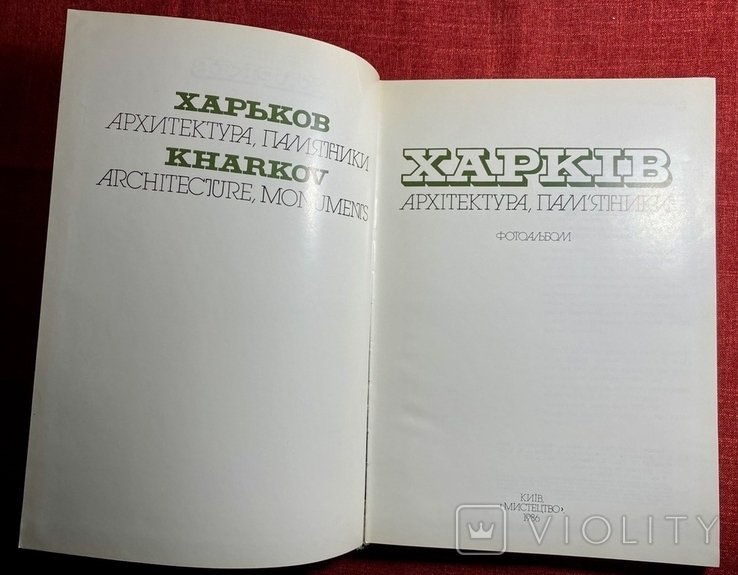 ХАРЬКОВ
АРХИТЕКТУРА, ПАМЯТНИКИ
KHARKOV
ARCHITECTURE, MONUMENTS
ХАРКІВ
АРХІТЕКТУРА, ПАМ'ЯТНИКИ
ФОТОАЛЬБОМ
КИЇВ,
«МИСТЕЦТВО»
1986
VIOLITY